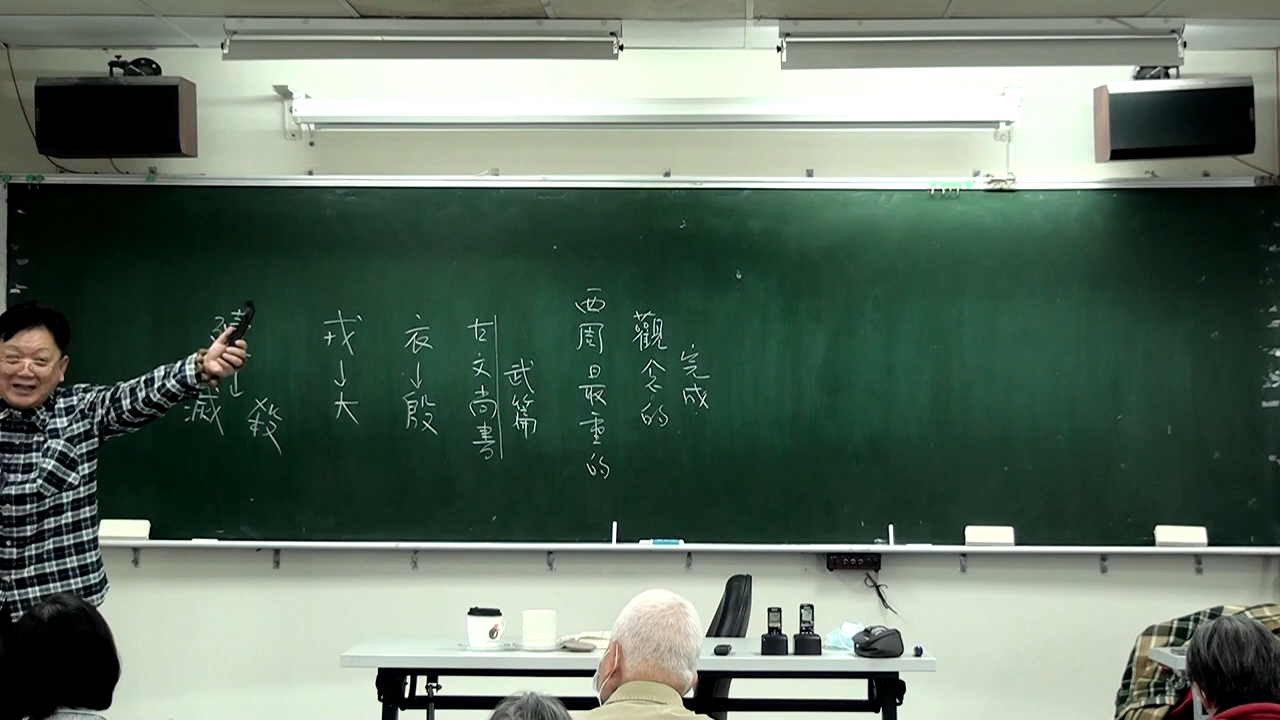 完成
觀念的
西周最重的
武篇
古文尚書
衣→殷
戎→大
殺
滅